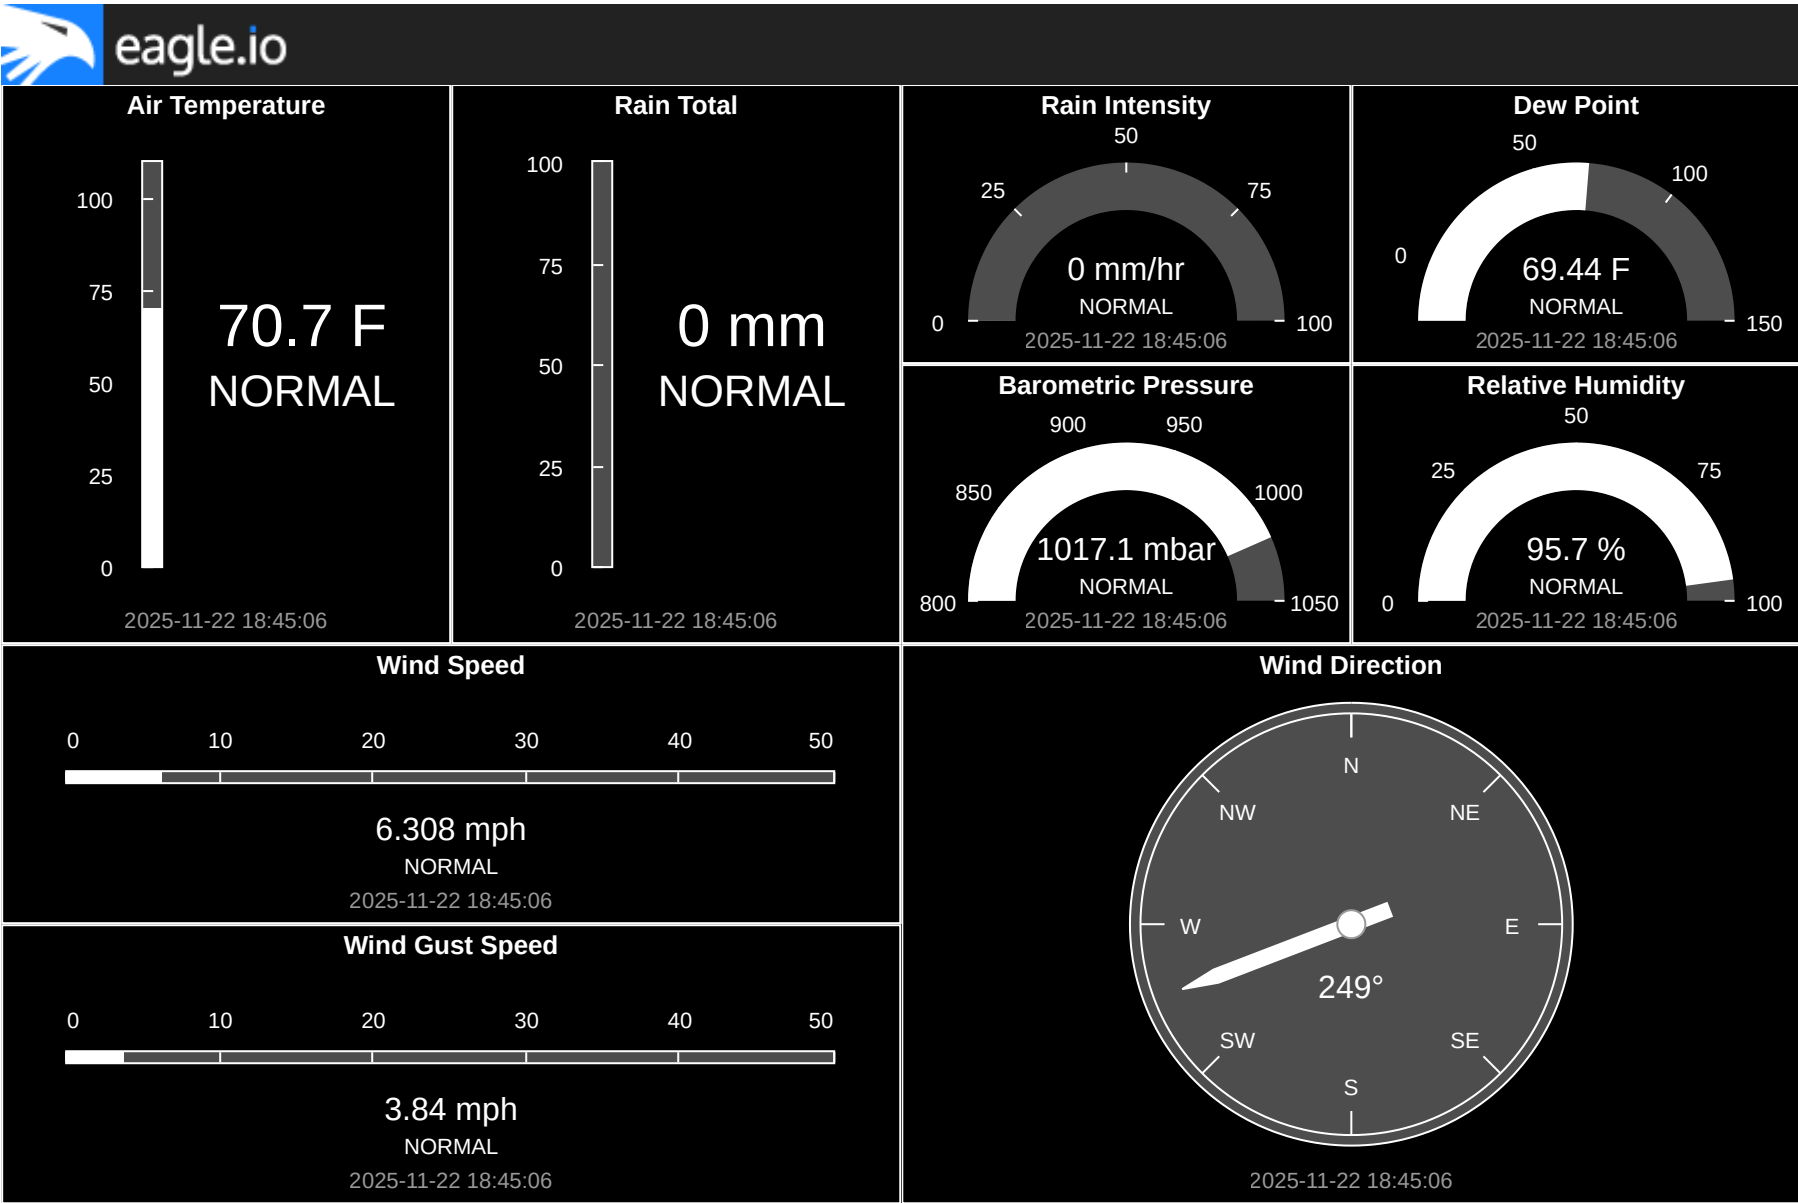 eagle.io
Air Temperature
100
75
50
25
0
70.7 F
NORMAL
2025-11-22 18:45:06
Rain Total
100
75
50
25
0
0 mm
NORMAL
2025-11-22 18:45:06
Rain Intensity
50
25
75
0
100
0 mm/hr
NORMAL
2025-11-22 18:45:06
Dew Point
50
100
0
150
69.44 F
NORMAL
2025-11-22 18:45:06
Barometric Pressure
900
950
850
1000
800
1050
1017.1 mbar
NORMAL
2025-11-22 18:45:06
Relative Humidity
50
25
75
0
100
95.7 %
NORMAL
2025-11-22 18:45:06
Wind Speed
0 10 20 30 40 50
6.308 mph
NORMAL
2025-11-22 18:45:06
Wind Gust Speed
0 10 20 30 40 50
3.84 mph
NORMAL
2025-11-22 18:45:06
Wind Direction
N
NW NE
W E
249°
SW SE
S
2025-11-22 18:45:06